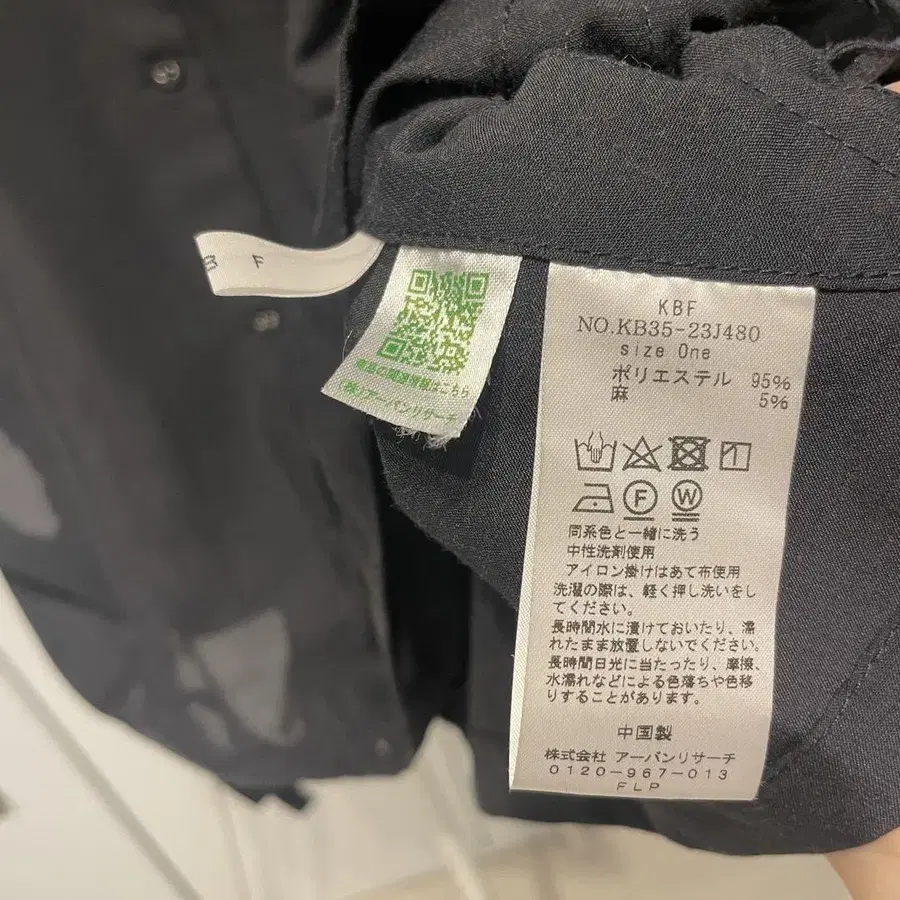 B F
商品の関連情報はこちら
(株)アーバンリサーチ
KBF
NO.KB35-23J480
size One
ポリエステル 95%
麻 5%
F W
同系色と一緒に洗う
中性洗剤使用
アイロン掛けはあて布使用
洗濯の際は、軽く押し洗いをし
てください。
長時間水に漬けておいたり、濡
れたまま放置しないでください。
長時間日光に当たったり、摩擦、
水濡れなどによる色落ちや色移
りすることがあります。
中国製
株式会社 アーバンリサーチ
0120-967-013
FLP